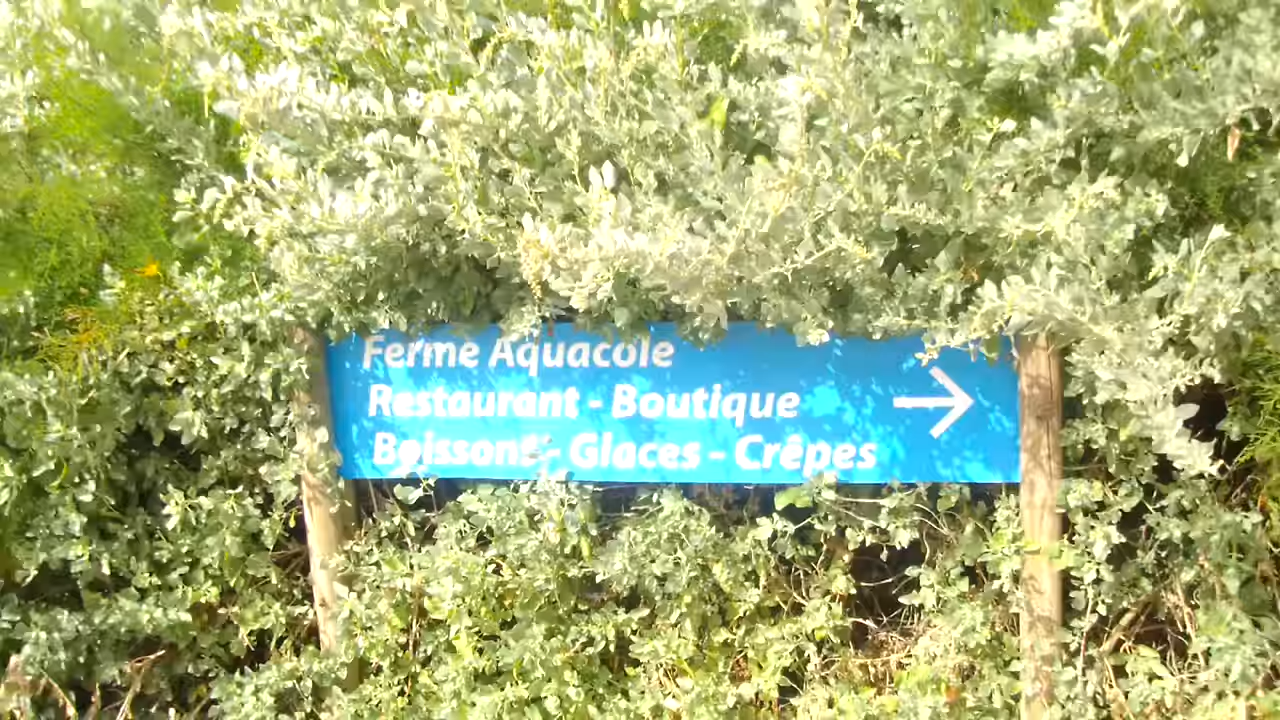 Ferme Aquacole
Restaurant - Boutique
Boissons - Glaces - Crêpes